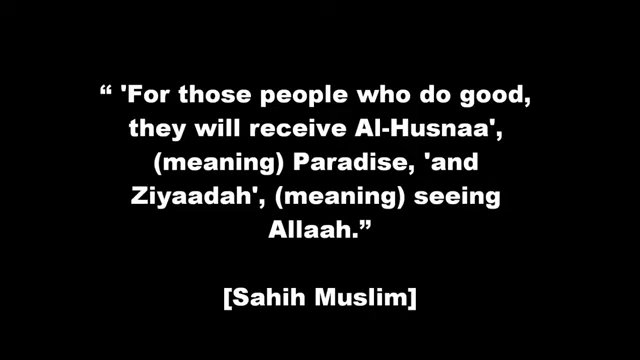 “ 'For those people who do good,
they will receive Al-Husnaa',
(meaning) Paradise, 'and
Ziyaadah', (meaning) seeing
Allaah.”
[Sahih Muslim]